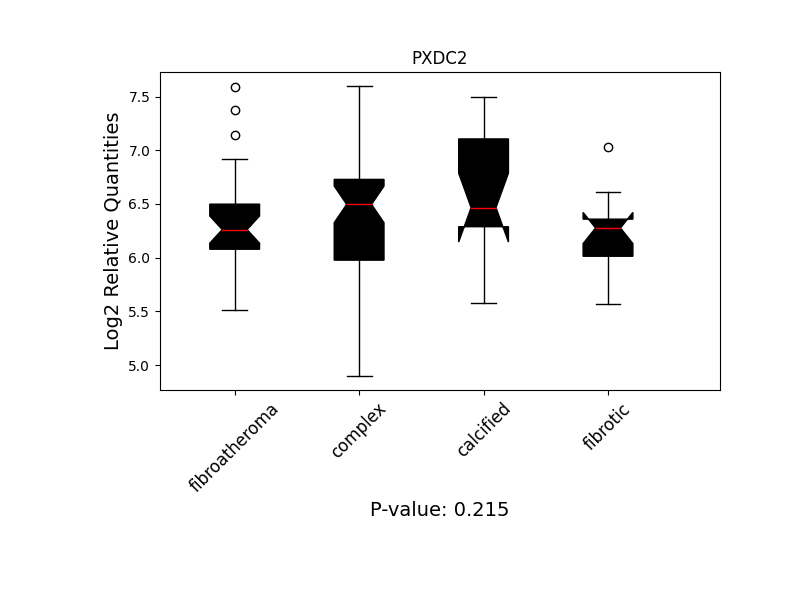 PXDC2
Log2 Relative Quantities
7.5
7.0
6.5
6.0
5.5
5.0
fibroatheroma
complex
calcified
fibrotic
P-value: 0.215